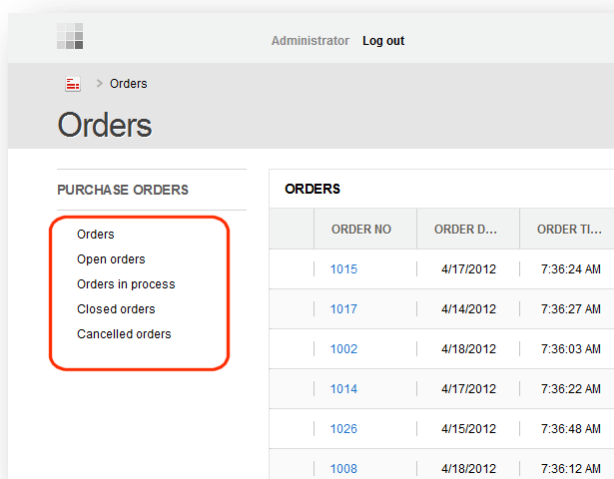 Administrator Log out
> Orders
Orders
PURCHASE ORDERS
Orders
Open orders
Orders in process
Closed orders
Cancelled orders
ORDERS
ORDER NO ORDER D... ORDER TI...
1015 4/17/2012 7:36:24 AM
1017 4/14/2012 7:36:27 AM
1002 4/18/2012 7:36:03 AM
1014 4/17/2012 7:36:22 AM
1026 4/15/2012 7:36:48 AM
1008 4/18/2012 7:36:12 AM